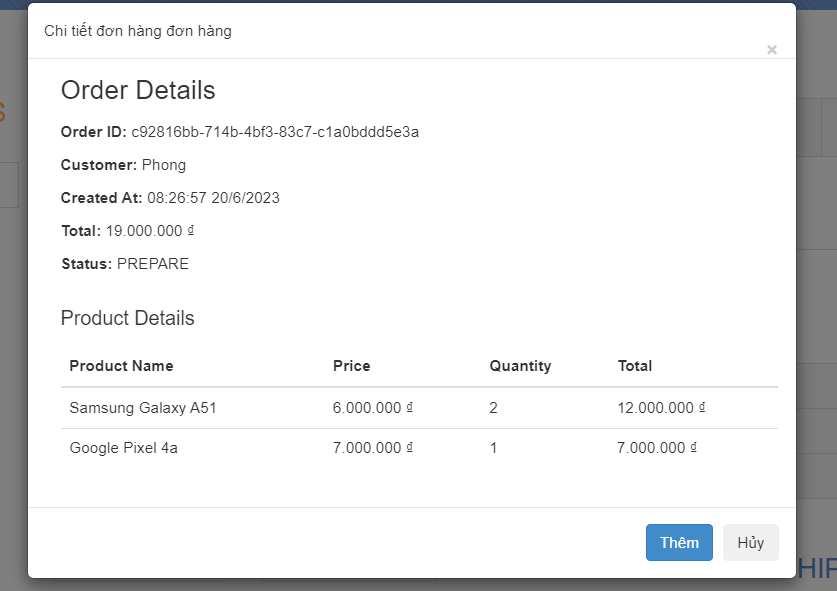 Chi tiết đơn hàng đơn hàng
×
Order Details
Order ID: c92816bb-714b-4bf3-83c7-c1a0bddd5e3a
Customer: Phong
Created At: 08:26:57 20/6/2023
Total: 19.000.000 ₫
Status: PREPARE
Product Details
Product Name Price Quantity Total
Samsung Galaxy A51 6.000.000 ₫ 2 12.000.000 ₫
Google Pixel 4a 7.000.000 ₫ 1 7.000.000 ₫
Thêm Hủy